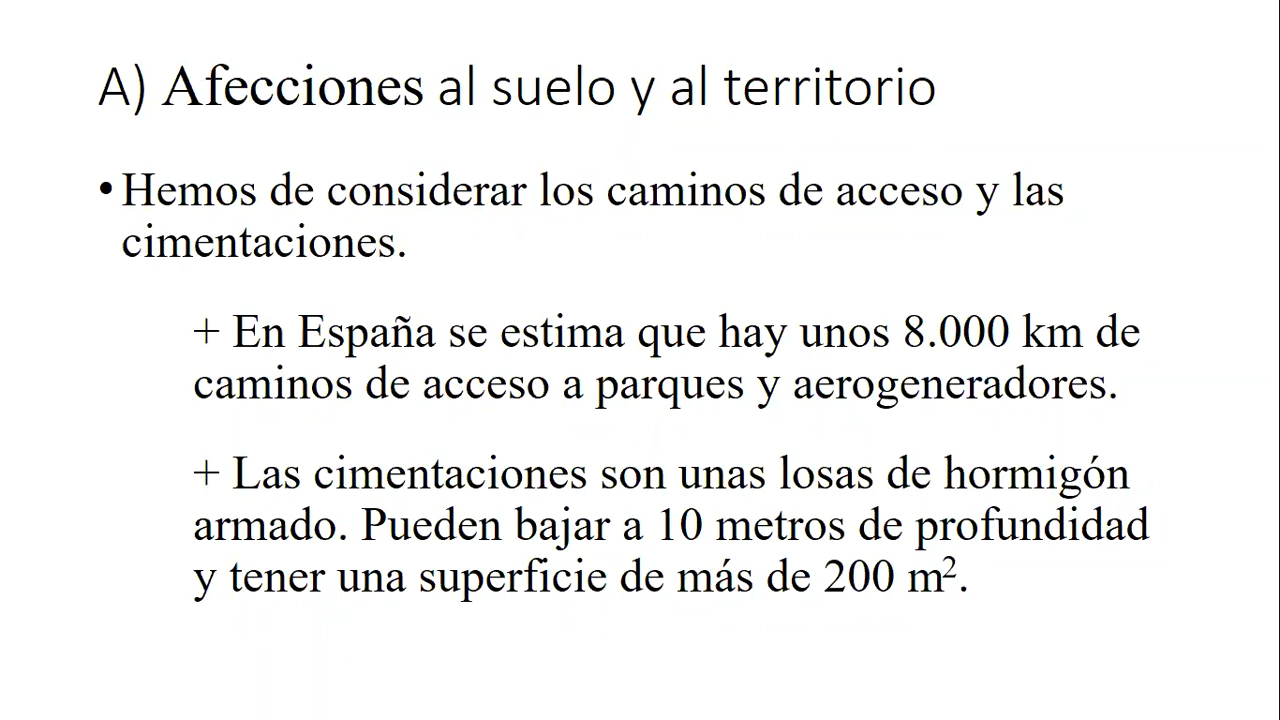 A) Afecciones al suelo y al territorio
• Hemos de considerar los caminos de acceso y las
cimentaciones.
+ En España se estima que hay unos 8.000 km de
caminos de acceso a parques y aerogeneradores.
+ Las cimentaciones son unas losas de hormigón
armado. Pueden bajar a 10 metros de profundidad
y tener una superficie de más de 200 m².